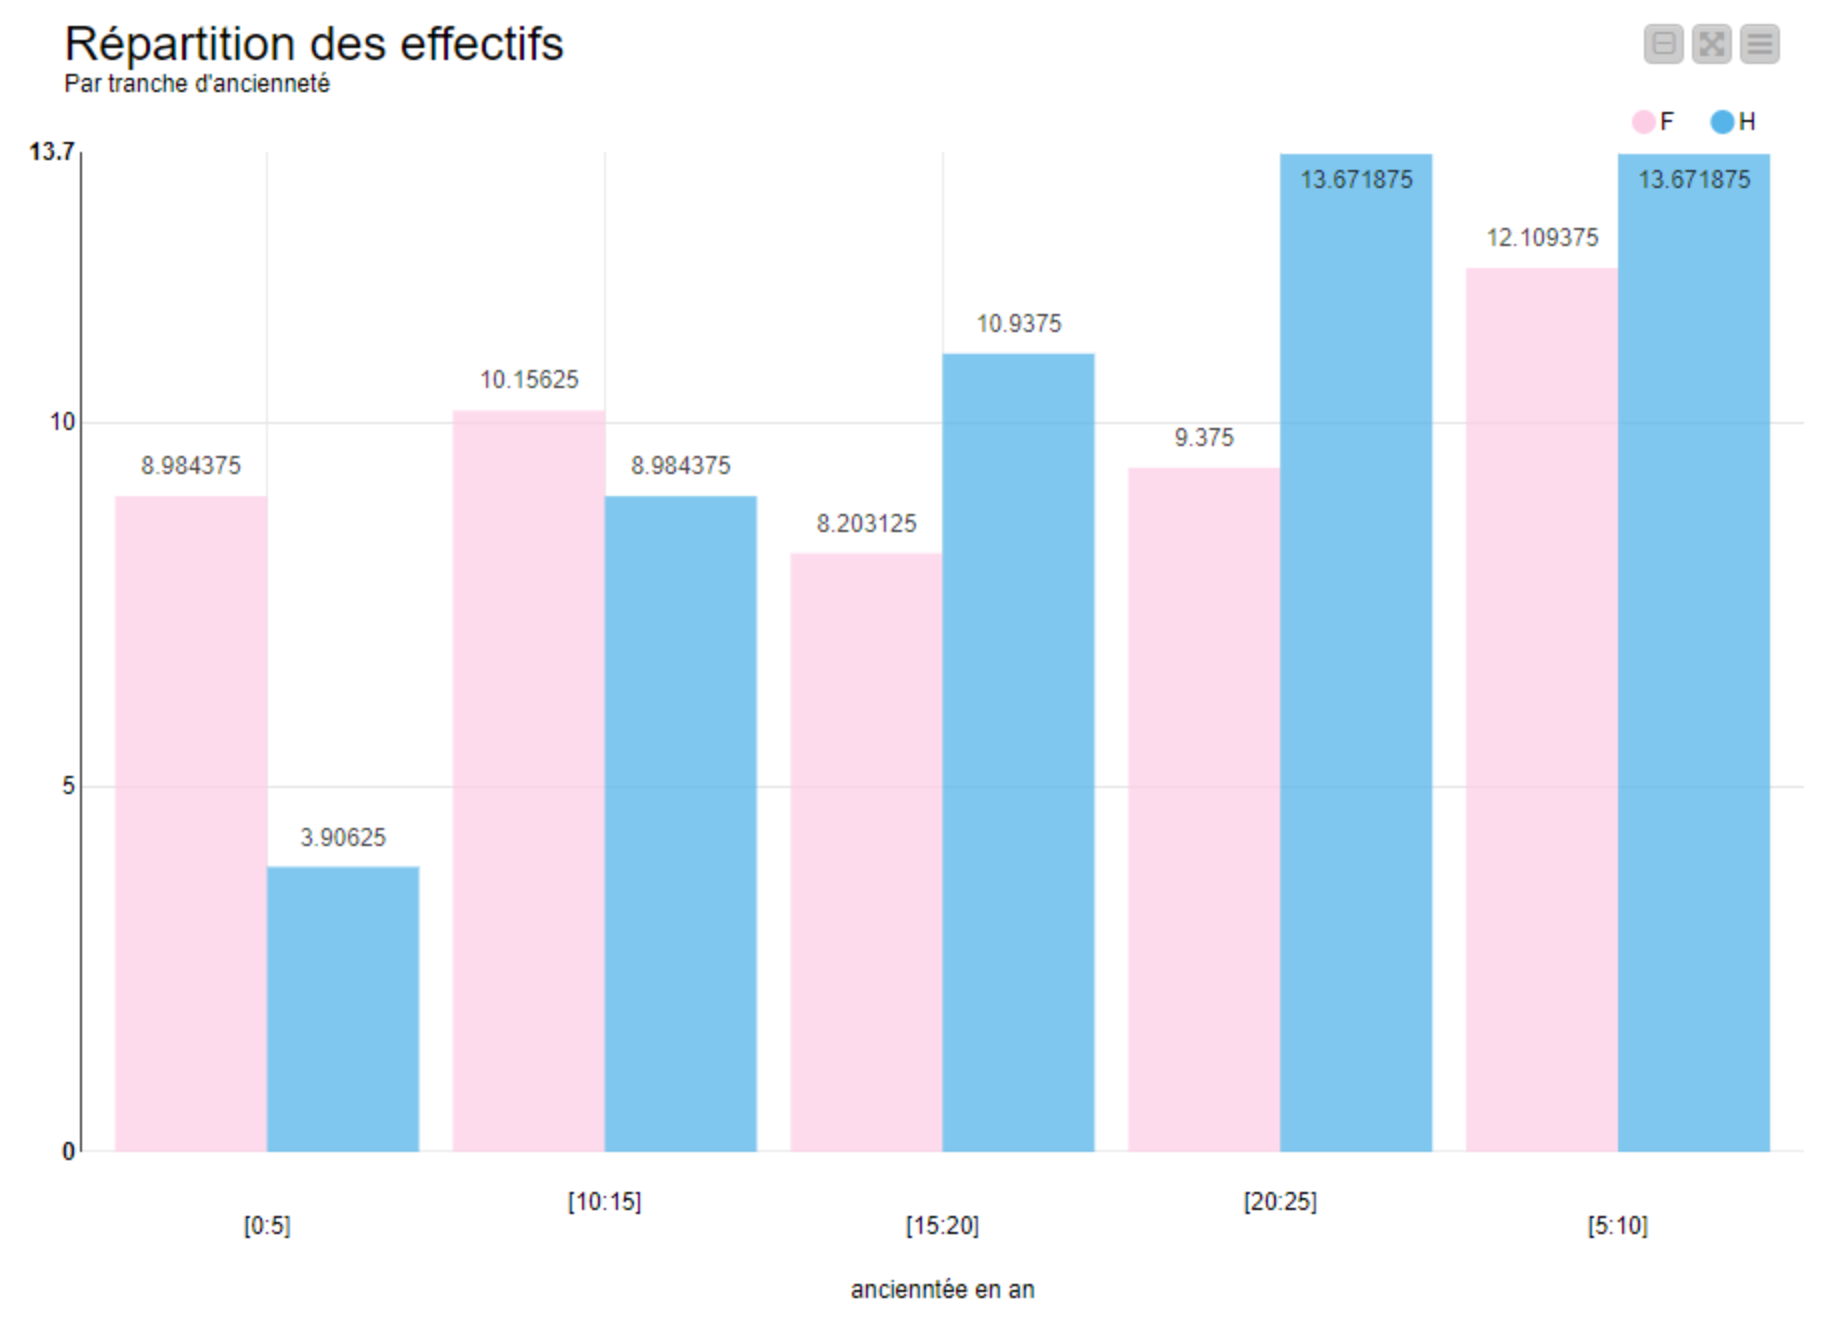 Répartition des effectifs
Par tranche d'ancienneté
F H
13.7
13.671875 13.671875
12.109375
10.9375
10.15625
10
9.375
8.984375 8.984375
8.203125
5
3.90625
0
[0:5] [10:15] [15:20] [20:25] [5:10]
ancienntée en an